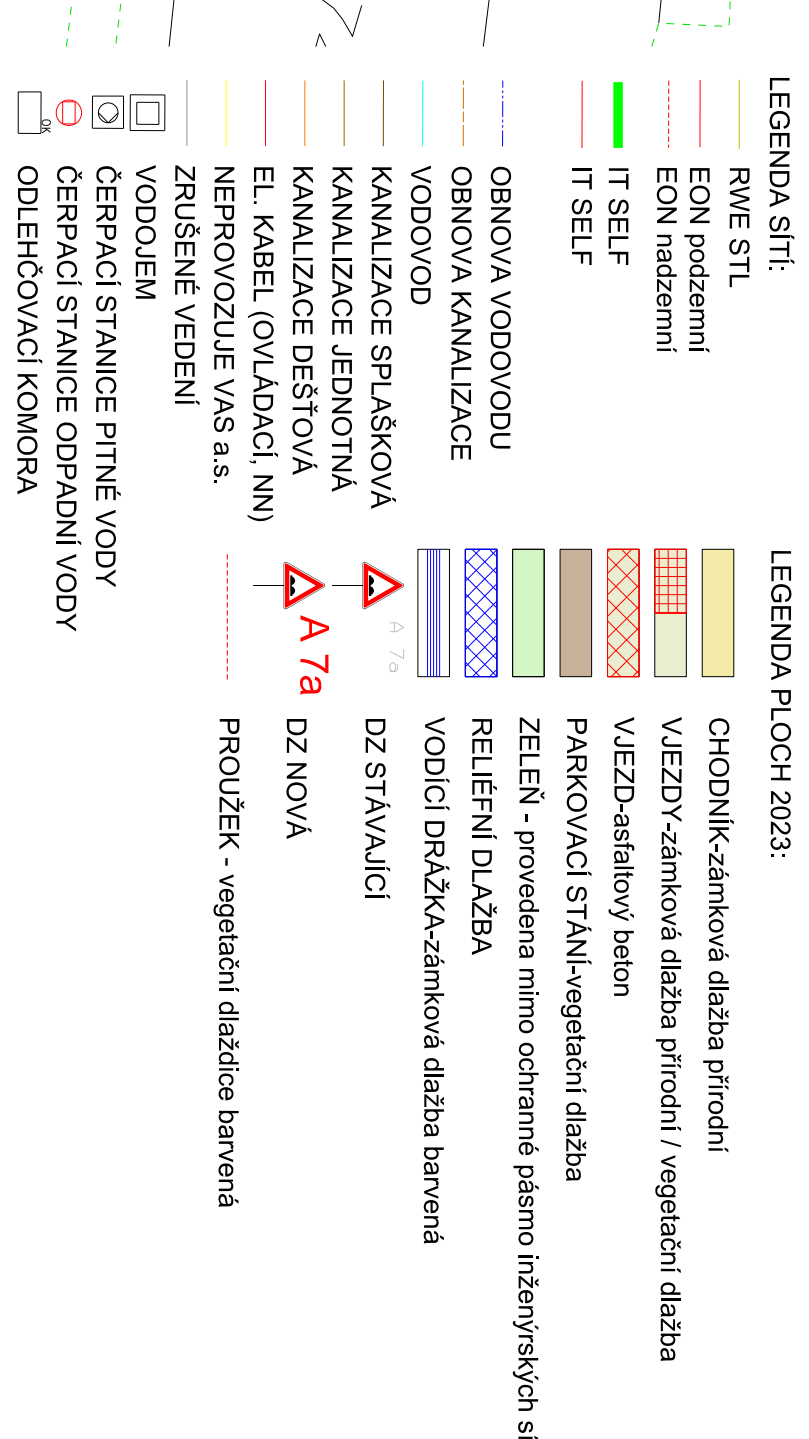 LEGENDA SÍTÍ:
RWE STL
EON podzemní
EON nadzemní
IT SELF
IT SELF
OBNOVA VODOVODU
OBNOVA KANALIZACE
VODOVOD
KANALIZACE SPLAŠKOVÁ
KANALIZACE JEDNOTNÁ
KANALIZACE DEŠŤOVÁ
EL. KABEL (OVLÁDACÍ, NN)
NEPROVOZUJE VAS a.s.
ZRUŠENÉ VEDENÍ
VODOJEM
ČERPACÍ STANICE PITNÉ VODY
ČERPACÍ STANICE ODPADNÍ VODY
OK
ODLEHČOVACÍ KOMORA
LEGENDA PLOCH 2023:
CHODNÍK-zámková dlažba přírodní
VJEZDY-zámková dlažba přírodní / vegetační dlažba
VJEZD-asfaltový beton
PARKOVACÍ STÁNÍ-vegetační dlažba
ZELEŇ - provedena mimo ochranné pásmo inženýrských sí
RELIÉFNÍ DLAŽBA
VODÍCÍ DRÁŽKA-zámková dlažba barvená
A 7a
DZ STÁVAJÍCÍ
A 7a
DZ NOVÁ
PROUŽEK - vegetační dlaždice barvená